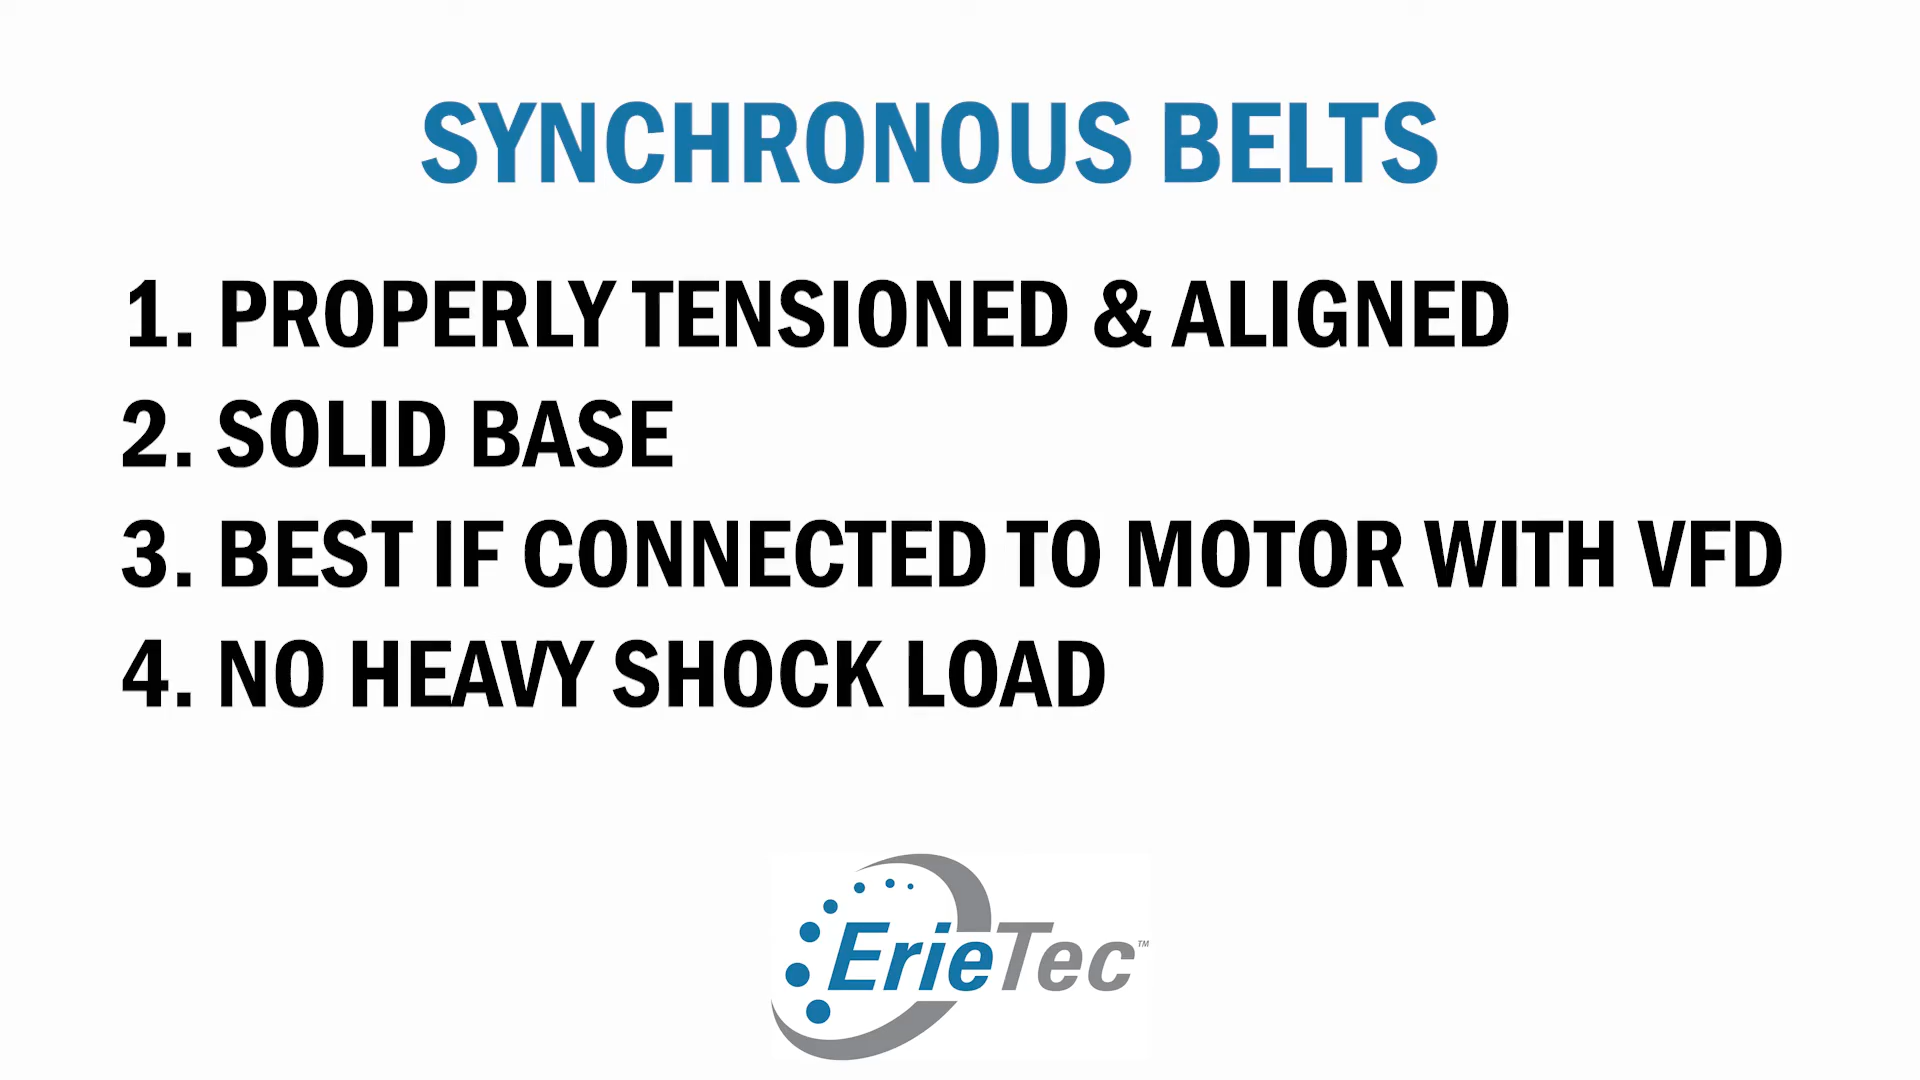 SYNCHRONOUS BELTS
1. PROPERLY TENSIONED & ALIGNED
2. SOLID BASE
3. BEST IF CONNECTED TO MOTOR WITH VFD
4. NO HEAVY SHOCK LOAD
ErieTec™